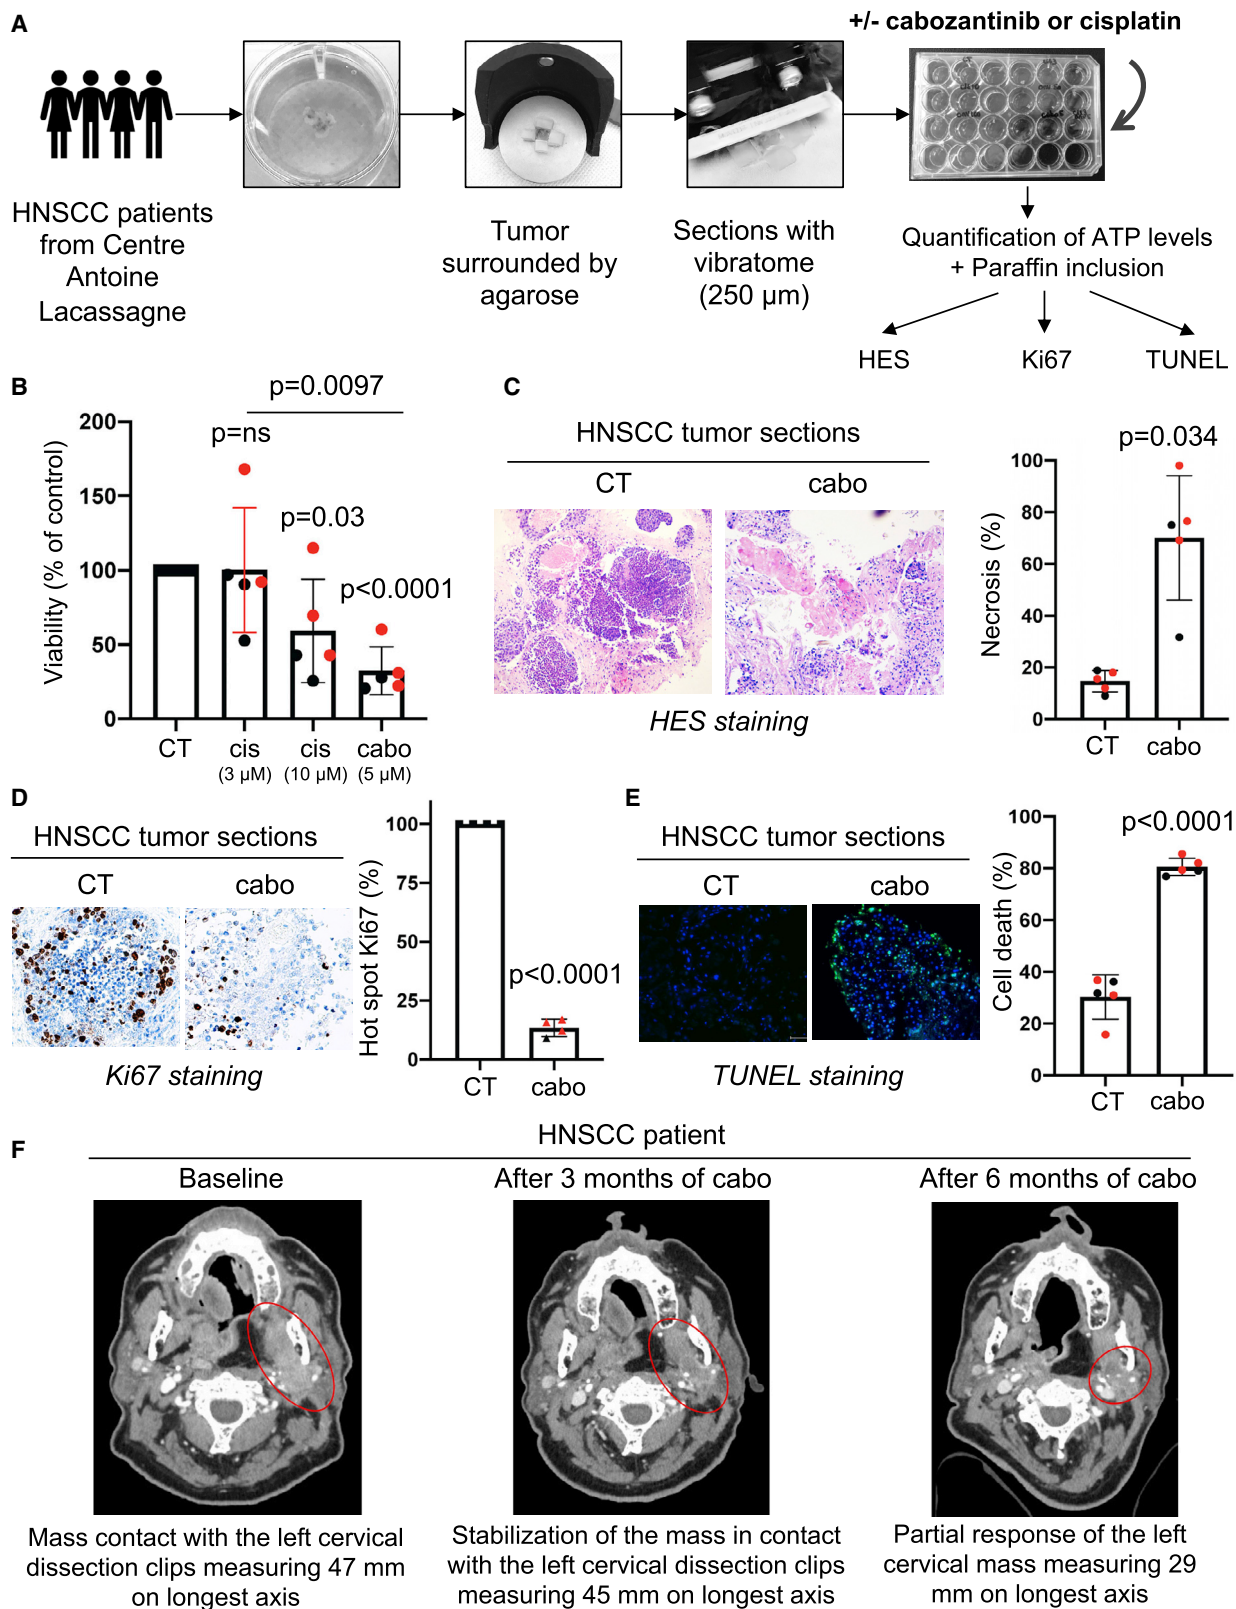 A
+/- cabozantinib or cisplatin
HNSCC patients
from Centre
Antoine
Lacassagne
Tumor
surrounded by
agarose
Sections with
vibratome
(250 µm)
Quantification of ATP levels
+ Paraffin inclusion
HES
Ki67
TUNEL
B
p=0.0097
p=ns
p=0.03
p<0.0001
Viability (% of control)
200
150
100
50
0
CT
cis
(3 µM)
cis
(10 µM)
cabo
(5 µM)
C
HNSCC tumor sections
CT
cabo
HES staining
p=0.034
Necrosis (%)
100
80
60
40
20
0
CT
cabo
D
HNSCC tumor sections
CT
cabo
Ki67 staining
Hot spot Ki67 (%)
100
75
50
25
0
p<0.0001
CT
cabo
E
HNSCC tumor sections
CT
cabo
TUNEL staining
Cell death (%)
100
80
60
40
20
0
p<0.0001
CT
cabo
F
HNSCC patient
Baseline
After 3 months of cabo
After 6 months of cabo
Mass contact with the left cervical
dissection clips measuring 47 mm
on longest axis
Stabilization of the mass in contact
with the left cervical dissection clips
measuring 45 mm on longest axis
Partial response of the left
cervical mass measuring 29
mm on longest axis